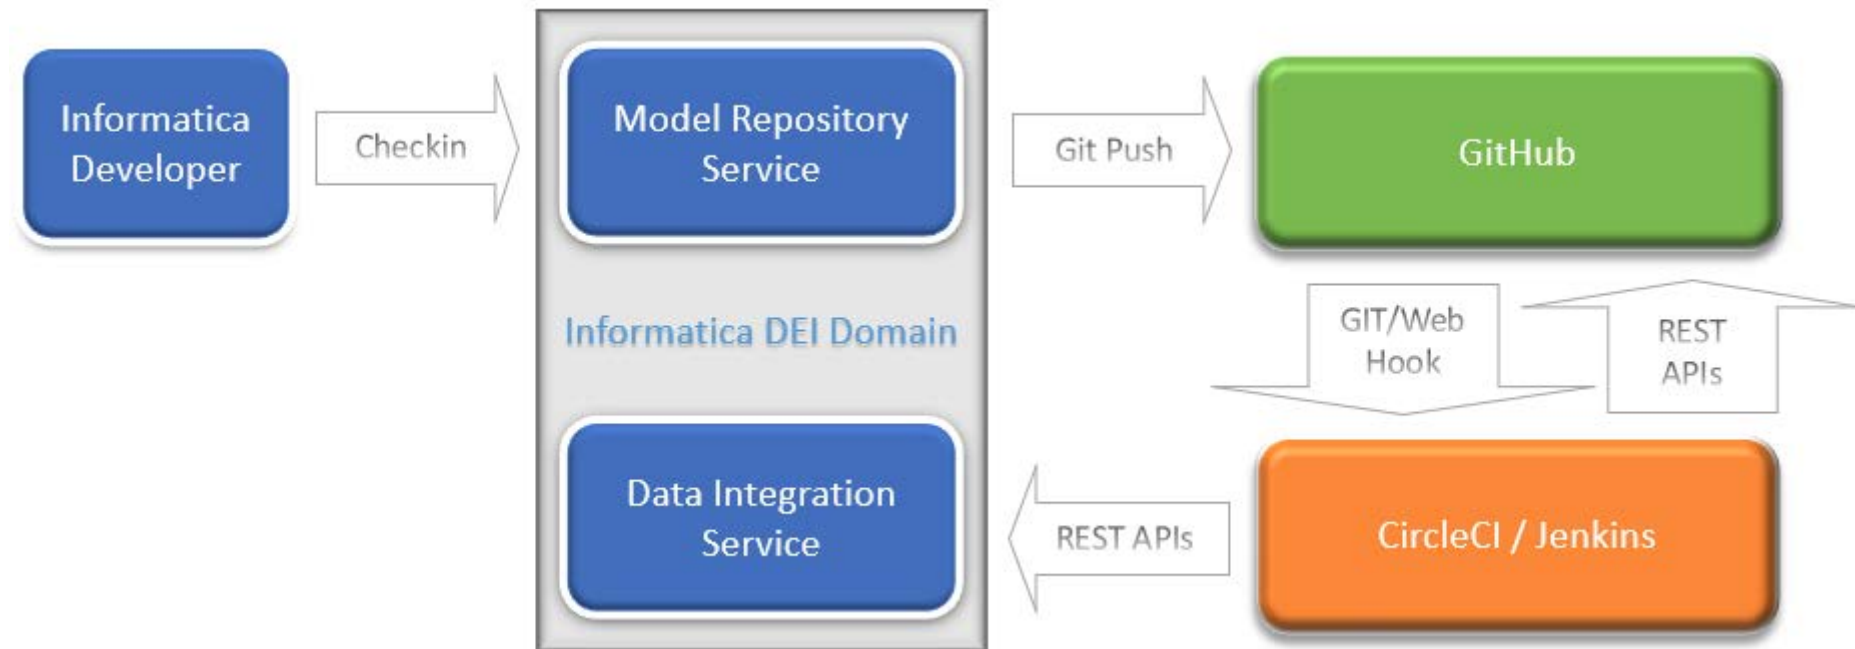 Informatica
Developer
Checkin
Model Repository
Service
Git Push
GitHub
Informatica DEI Domain
GIT/Web
Hook
REST
APIs
Data Integration
Service
REST APIs
CircleCI / Jenkins